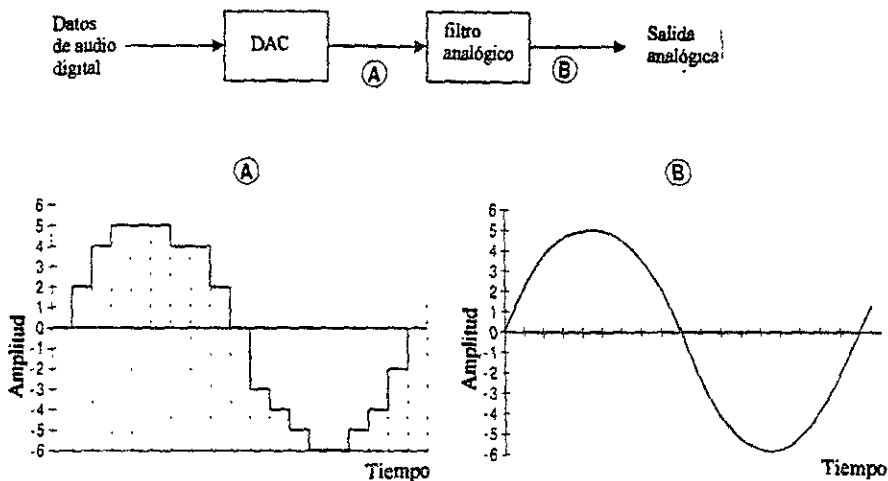 Datos
de audio
digital
DAC
filtro
analógico
Salida
analógica
A
B
A
B
6
5
4
3
2
1
0
-1
-2
-3
-4
-5
-6
Amplitud
Tiempo
6
5
4
3
2
1
0
-1
-2
-3
-4
-5
-6
Amplitud
Tiempo